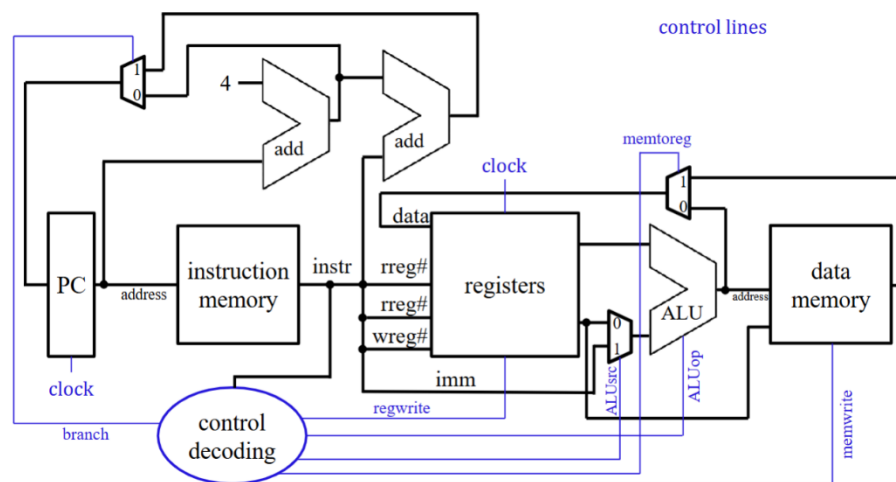 control lines
1
0
4
add
add
clock
memtoreg
1
0
data
PC
address
instruction
memory
instr
rreg#
rreg#
wreg#
registers
ALU
address
data
memory
0
1
imm
clock
regwrite
ALUsrc
ALUop
memwrite
branch
control
decoding